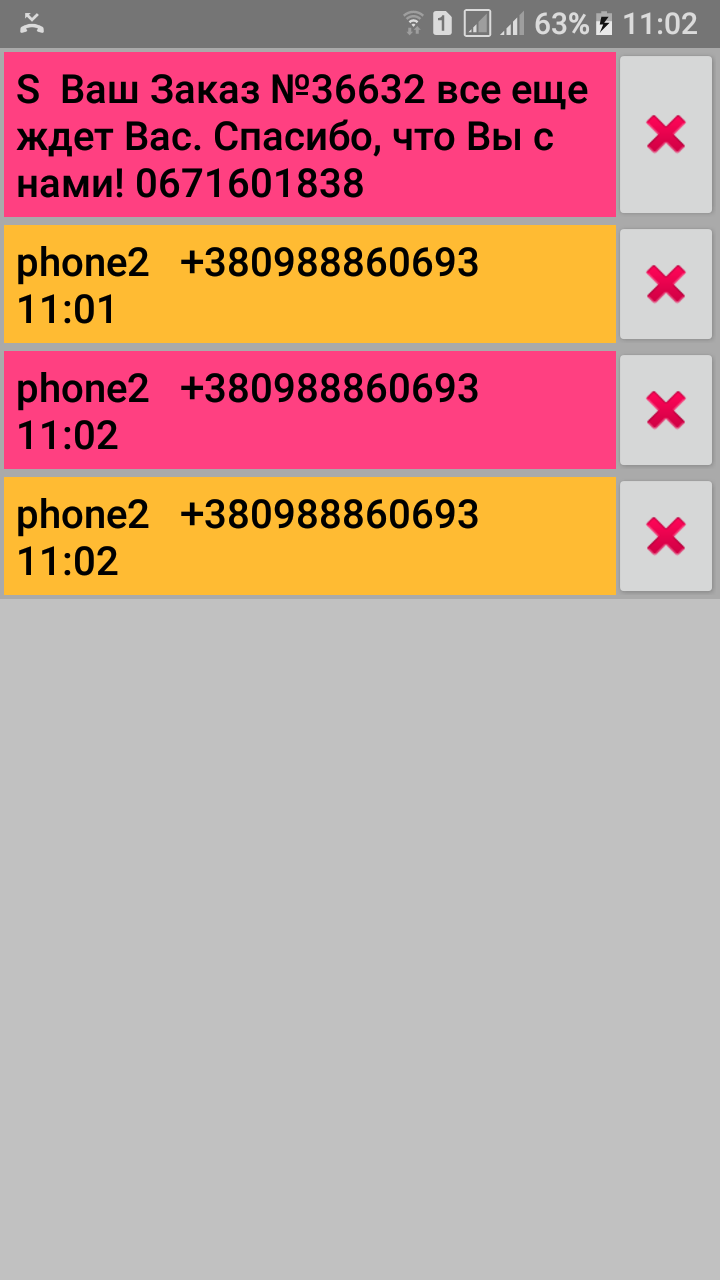 1 63% 11:02
S Ваш Заказ №36632 все еще
ждет Вас. Спасибо, что Вы с
нами! 0671601838
phone2 +380988860693
11:01
phone2 +380988860693
11:02
phone2 +380988860693
11:02